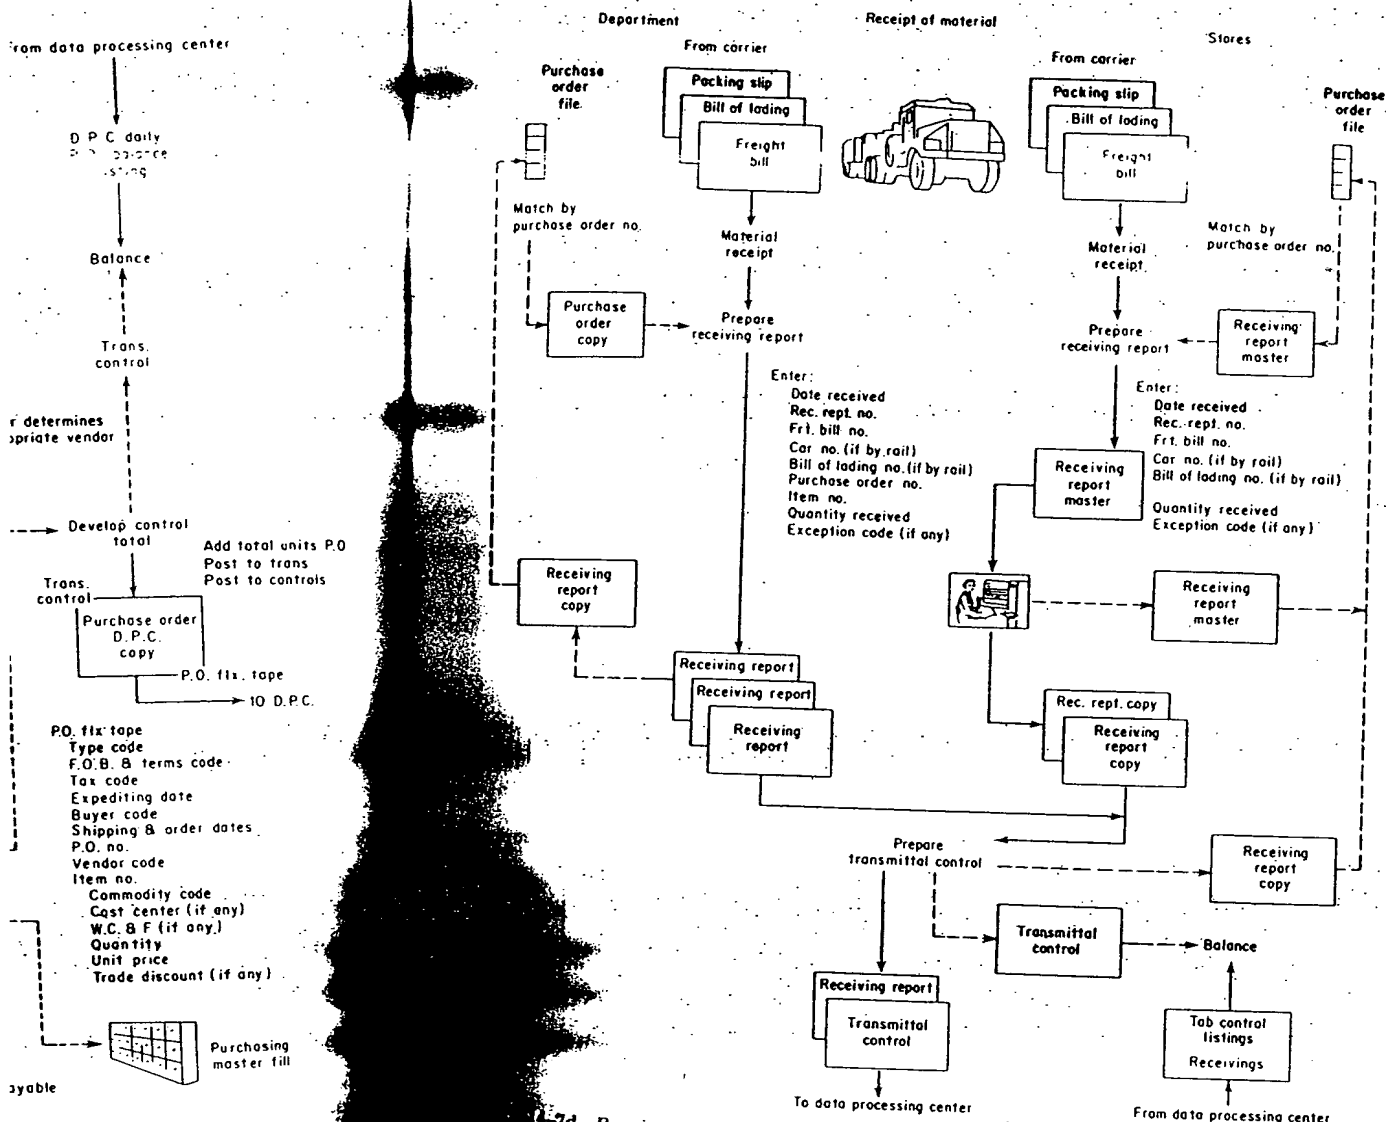 From data processing center
D.P.C. daily
balance
Balance
Trans.
control
r determines
opriate vendor
Develop control
total
Add total units P.O
Post to trans
Post to controls
Trans.
control
Purchase order
D.P.C.
copy
P.O. flx. tape
10 D.P.C.
P.O. flx tape
Type code
F.O.B. & terms code
Tax code
Expediting date
Buyer code
Shipping & order dates
P.O. no.
Vendor code
Item no.
Commodity code
Cost center (if any)
W.C. & F (if any)
Quantity
Unit price
Trade discount (if any)
Purchasing
master fill
ayable
Department
Receipt of material
Stores
Purchase
order
file
From carrier
Packing slip
Bill of lading
Freight
bill
Match by
purchase order no.
Material
receipt
Purchase
order
copy
Prepare
receiving report
Enter:
Date received
Rec. rept. no.
Frt. bill no.
Car no. (if by rail)
Bill of lading no. (if by rail)
Purchase order no.
Item no.
Quantity received
Exception code (if any)
Receiving
report
copy
Receiving report
Receiving report
Receiving
report
From carrier
Packing slip
Bill of lading
Freight
bill
Purchase
order
file
Match by
purchase order no.
Material
receipt
Prepare
receiving report
Receiving
report
master
Enter:
Date received
Rec. rept. no.
Frt. bill no.
Car no. (if by rail)
Bill of lading no. (if by rail)
Quantity received
Exception code (if any)
Receiving
report
master
Receiving
report
master
Rec. rept. copy
Receiving
report
copy
Prepare
transmittal control
Receiving
report
copy
Transmittal
control
Balance
Receiving report
Transmittal
control
Tab control
listings
Receivings
To data processing center
From data processing center